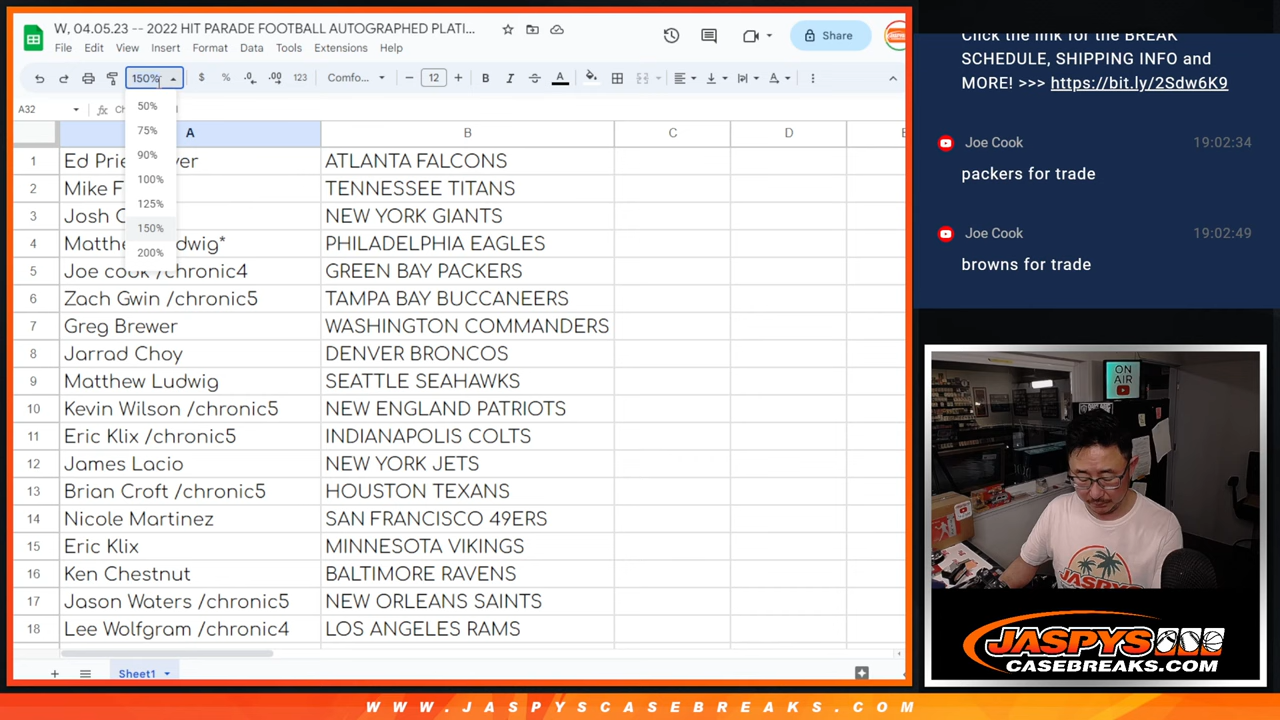 W, 04.05.23 -- 2022 HIT PARADE FOOTBALL AUTOGRAPHED PLATI...
File Edit View Insert Format Data Tools Extensions Help
Share
150%
$ % .0 .00 123 Comfo... 12 B I A A
A32
fx
50%
75%
90%
100%
125%
150%
200%
A B C D E
1 Ed ATLANTA FALCONS
2 Mike F TENNESSEE TITANS
3 Josh NEW YORK GIANTS
4 Matthew Ludwig* PHILADELPHIA EAGLES
5 Joe cook /chronic4 GREEN BAY PACKERS
6 Zach Gwin /chronic5 TAMPA BAY BUCCANEERS
7 Greg Brewer WASHINGTON COMMANDERS
8 Jarrad Choy DENVER BRONCOS
9 Matthew Ludwig SEATTLE SEAHAWKS
10 Kevin Wilson /chronic5 NEW ENGLAND PATRIOTS
11 Eric Klix /chronic5 INDIANAPOLIS COLTS
12 James Lacio NEW YORK JETS
13 Brian Croft /chronic5 HOUSTON TEXANS
14 Nicole Martinez SAN FRANCISCO 49ERS
15 Eric Klix MINNESOTA VIKINGS
16 Ken Chestnut BALTIMORE RAVENS
17 Jason Waters /chronic5 NEW ORLEANS SAINTS
18 Lee Wolfgram /chronic4 LOS ANGELES RAMS
Sheet1
Click the link for the BREAK
SCHEDULE, SHIPPING INFO and
MORE! >>> https://bit.ly/2Sdw6K9
Joe Cook 19:02:34
packers for trade
Joe Cook 19:02:49
browns for trade
ON
AIR
JASPYS
JASPYS
CASEBREAKS.COM
WWW.JASPYSCASEBREAKS.COM